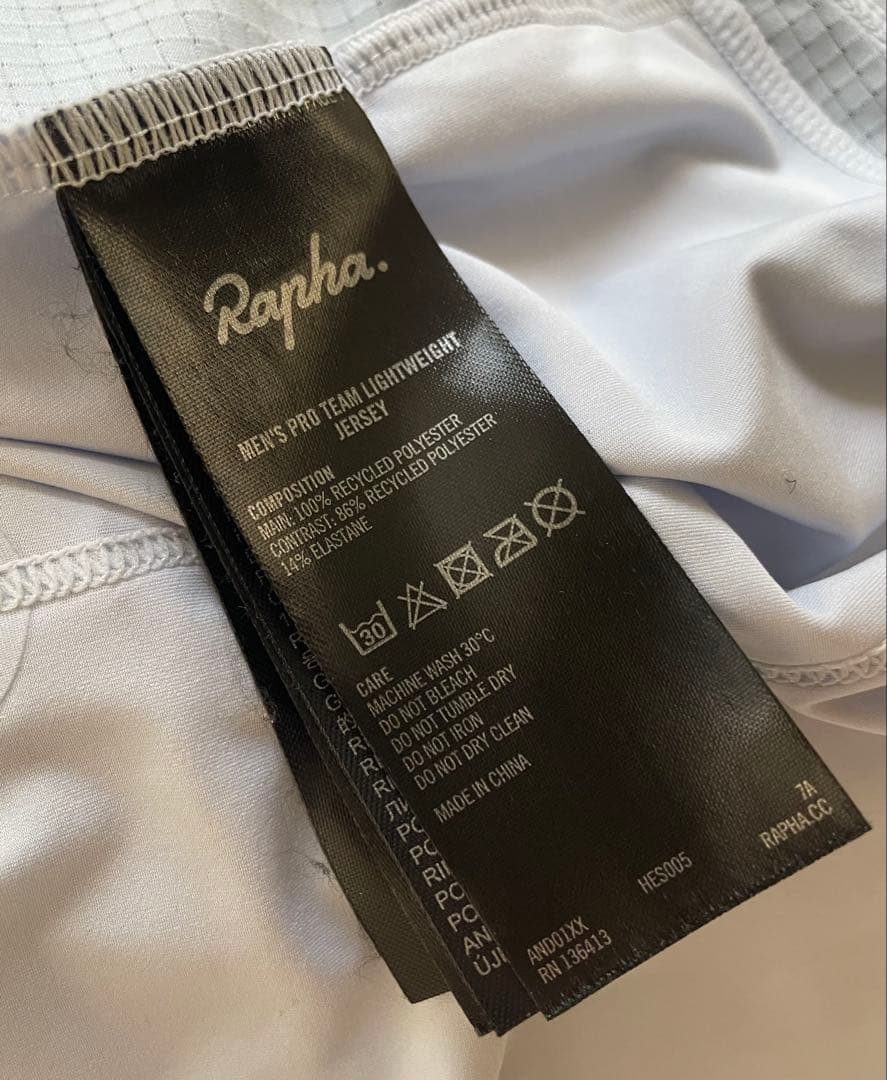 Rapha.
MEN'S PRO TEAM LIGHTWEIGHT
JERSEY
COMPOSITION
MAIN: 100% RECYCLED POLYESTER
CONTRAST: 86% RECYCLED POLYESTER
14% ELASTANE
30
CARE
MACHINE WASH 30°C
DO NOT BLEACH
DO NOT TUMBLE DRY
DO NOT IRON
DO NOT DRY CLEAN
MADE IN CHINA
7A
RAPHA.CC
HES005
AND01XX
RN 136413